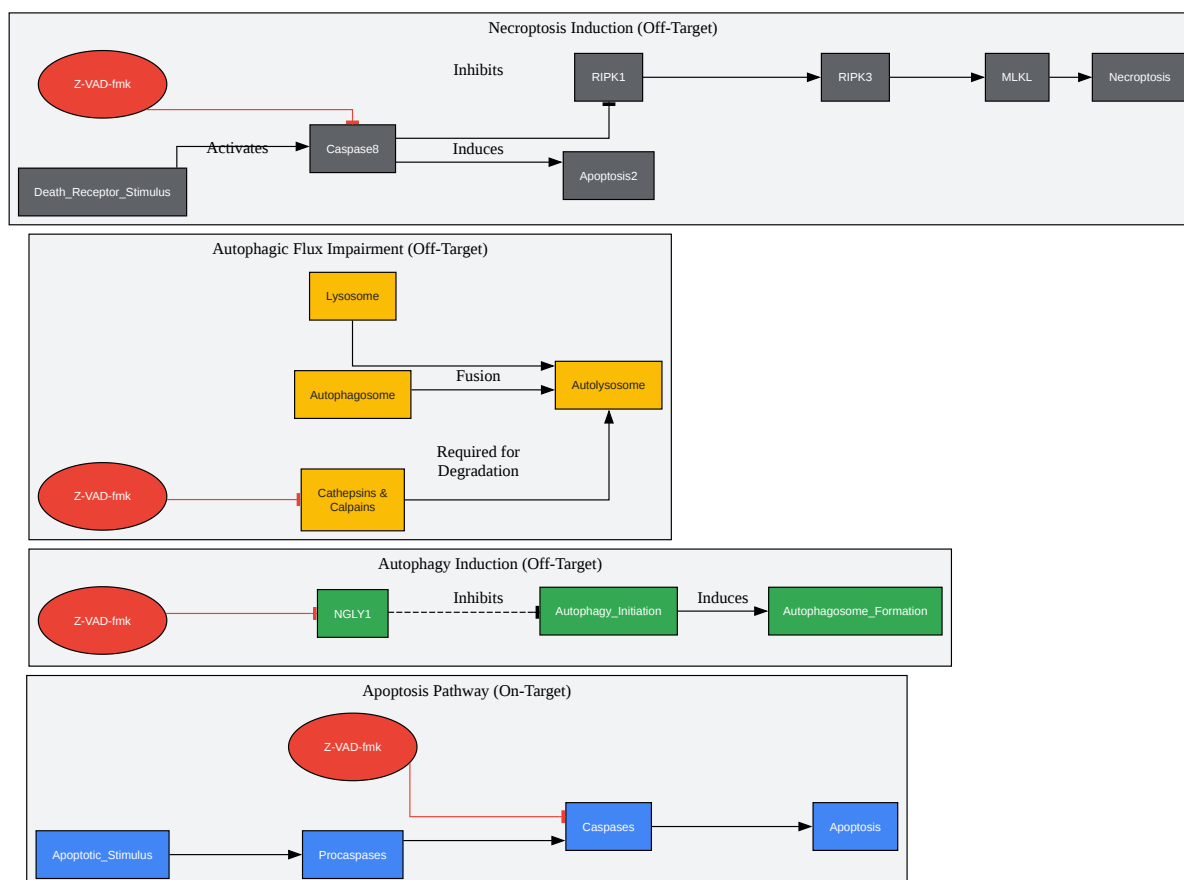 Necroptosis Induction (Off-Target)
Z-VAD-fmk
Inhibits
RIPK1
RIPK3
MLKL
Necroptosis
Activates
Caspase8
Induces
Apoptosis2
Death_Receptor_Stimulus
Autophagic Flux Impairment (Off-Target)
Lysosome
Autophagosome
Fusion
Autolysosome
Required for
Degradation
Z-VAD-fmk
Cathepsins &
Calpains
Autophagy Induction (Off-Target)
Z-VAD-fmk
NGLY1
Inhibits
Autophagy_Initiation
Induces
Autophagosome_Formation
Apoptosis Pathway (On-Target)
Z-VAD-fmk
Caspases
Apoptosis
Apoptotic_Stimulus
Procaspases